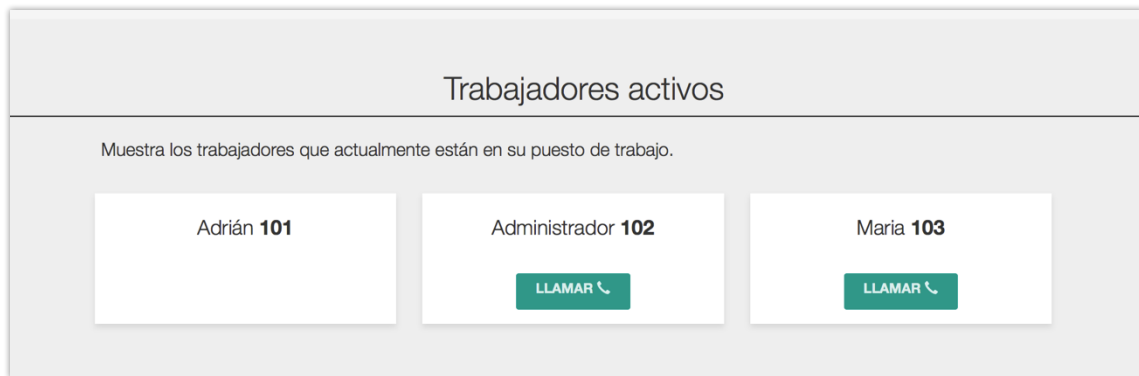 Trabajadores activos
Muestra los trabajadores que actualmente están en su puesto de trabajo.
Adrián 101
Administrador 102
Maria 103
LLAMAR
LLAMAR